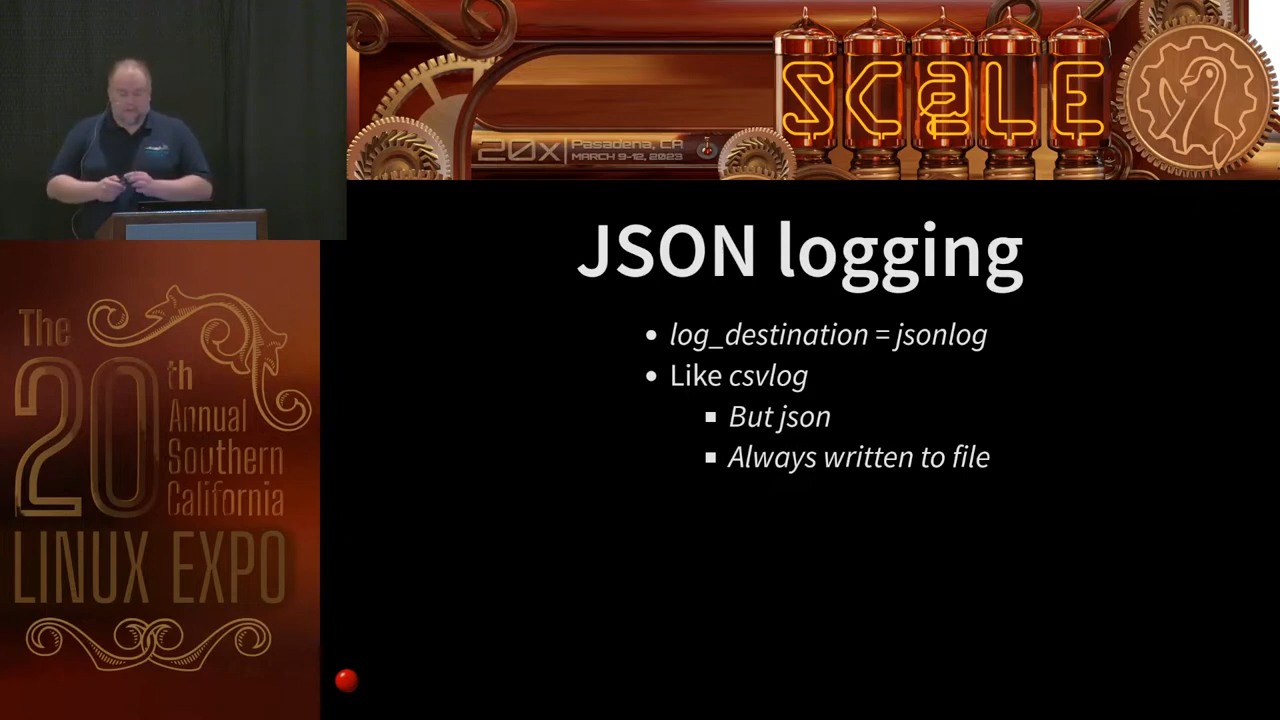 SCaLE
20x
Pasadena, CA
MARCH 9-12, 2023
The
20th
Annual
Southern
California
LINUX EXPO
JSON logging
• log_destination = jsonlog
• Like csvlog
▪ But json
▪ Always written to file